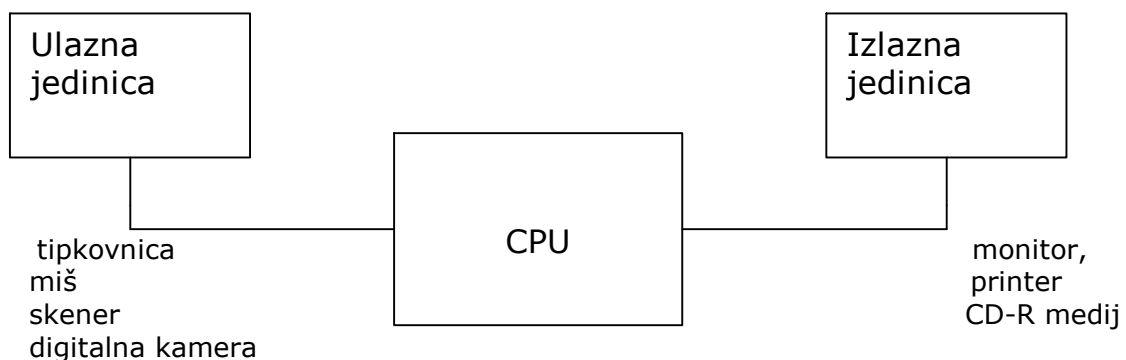 Ulazna
jedinica
Izlazna
jedinica
CPU
tipkovnica
miš
skener
digitalna kamera
monitor,
printer
CD-R medij